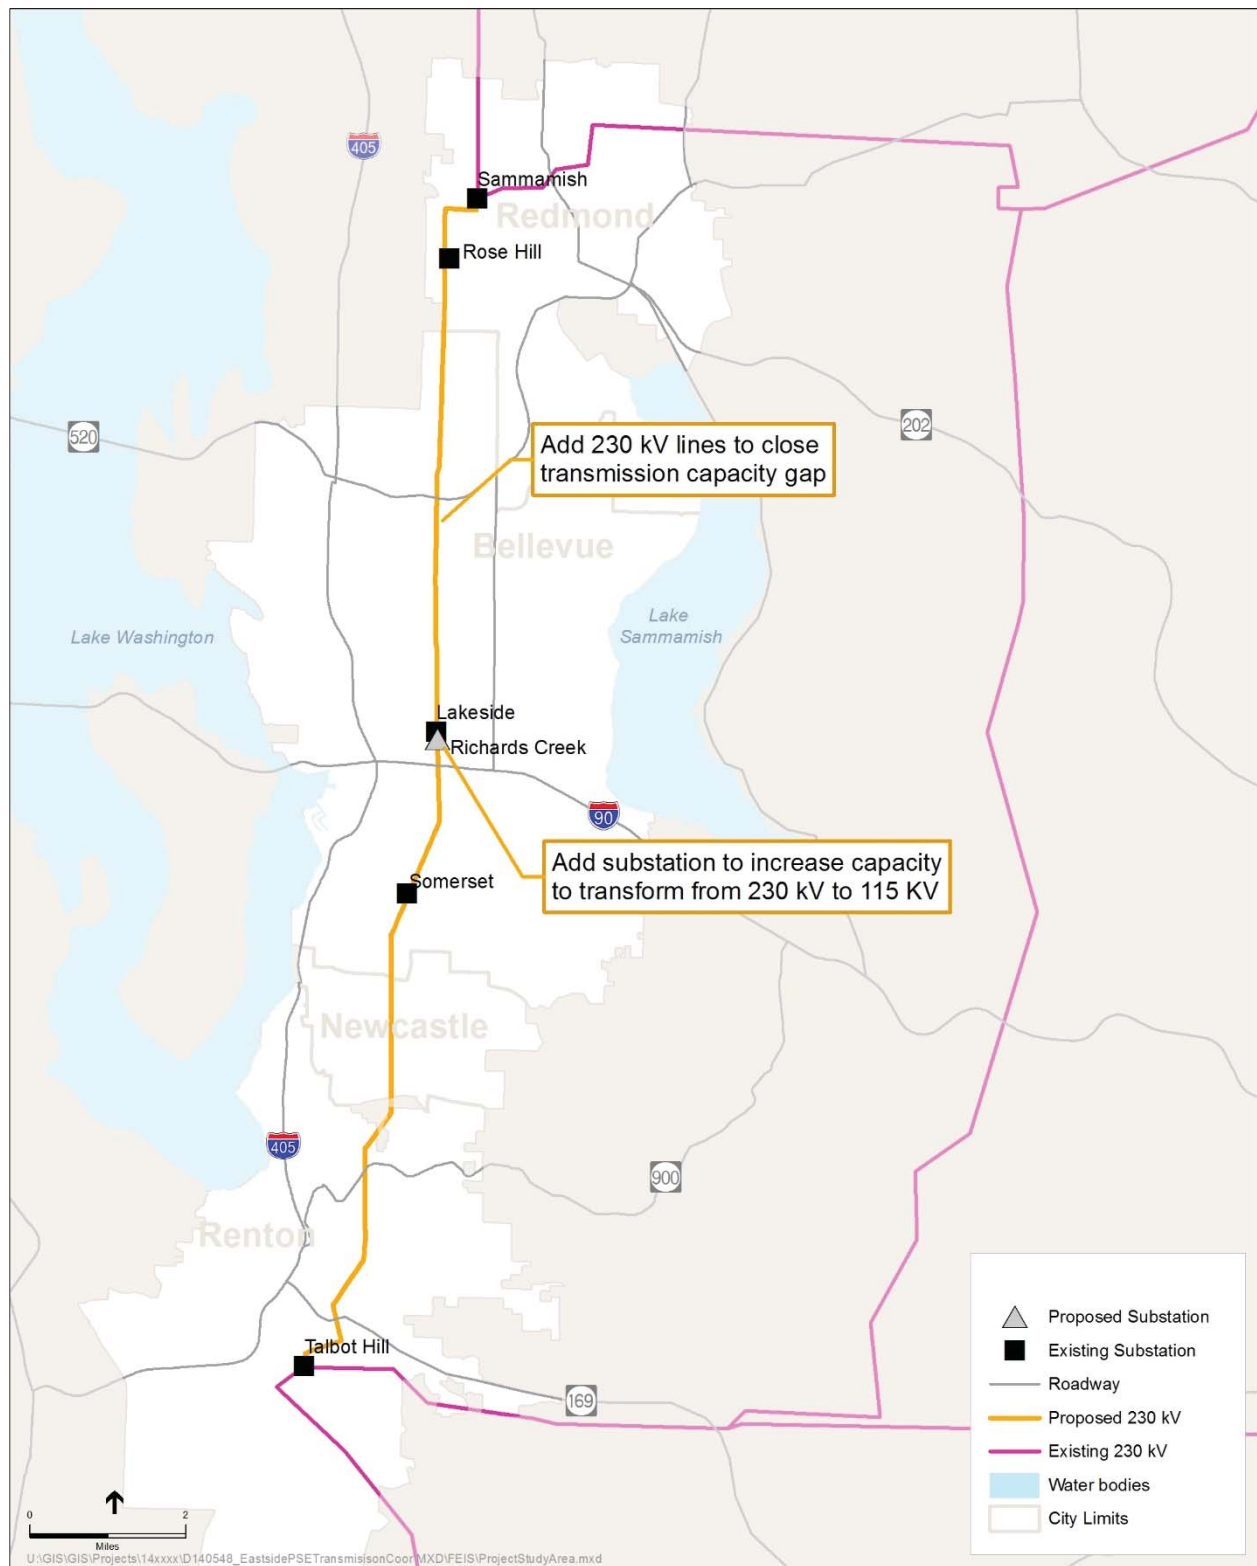 405
Sammamish
Redmond
Rose Hill
520
202
Add 230 kV lines to close
transmission capacity gap
Bellevue
Lake Washington
Lake
Sammamish
Lakeside
Richards Creek
90
Add substation to increase capacity
to transform from 230 kV to 115 KV
Somerset
Newcastle
405
900
Renton
Talbot Hill
169
Proposed Substation
Existing Substation
Roadway
Proposed 230 kV
Existing 230 kV
Water bodies
City Limits
0 2
Miles
U:\GIS\GIS\Projects\14xxxx\D140548_EastsidePSETransmisisonCoor\MXD\FEIS\ProjectStudyArea.mxd